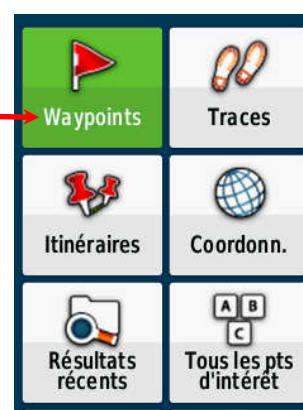 Waypoints
Traces
Itinéraires
Coordonn.
A B
C
Résultats
récents
Tous les pts
d'intérêt